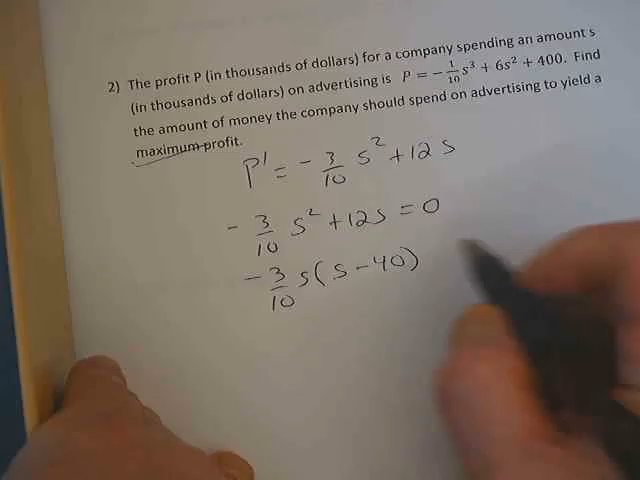 2) The profit P (in thousands of dollars) for a company spending an amount s
(in thousands of dollars) on advertising is P = −1/10 s³ + 6s² + 400. Find
the amount of money the company should spend on advertising to yield a
maximum profit.
P' = − 3/10 s² + 12s
− 3/10 s² + 12s = 0
− 3/10 s(s − 40)